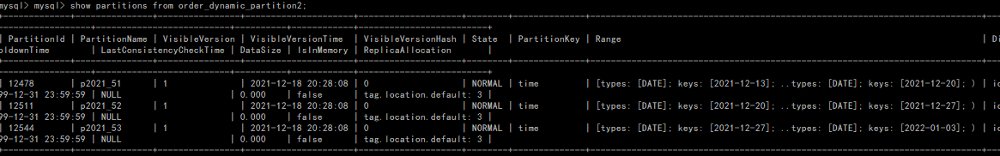 mysql> mysql> show partitions from order_dynamic_partition2;
| PartitionId | PartitionName | VisibleVersion | VisibleVersionTime | VisibleVersionHash | State | PartitionKey | Range | Di
oldownTime | LastConsistencyCheckTime | DataSize | IsInMemory | ReplicaAllocation |
| 12478 | p2021_51 | 1 | 2021-12-18 20:28:08 | 0 | NORMAL | time | [types: [DATE]; keys: [2021-12-13]; ..types: [DATE]; keys: [2021-12-20]; ) | id
99-12-31 23:59:59 | NULL | 0.000 | false | tag.location.default: 3 |
| 12511 | p2021_52 | 1 | 2021-12-18 20:28:08 | 0 | NORMAL | time | [types: [DATE]; keys: [2021-12-20]; ..types: [DATE]; keys: [2021-12-27]; ) | id
99-12-31 23:59:59 | NULL | 0.000 | false | tag.location.default: 3 |
| 12544 | p2021_53 | 1 | 2021-12-18 20:28:08 | 0 | NORMAL | time | [types: [DATE]; keys: [2021-12-27]; ..types: [DATE]; keys: [2022-01-03]; ) | id
99-12-31 23:59:59 | NULL | 0.000 | false | tag.location.default: 3 |